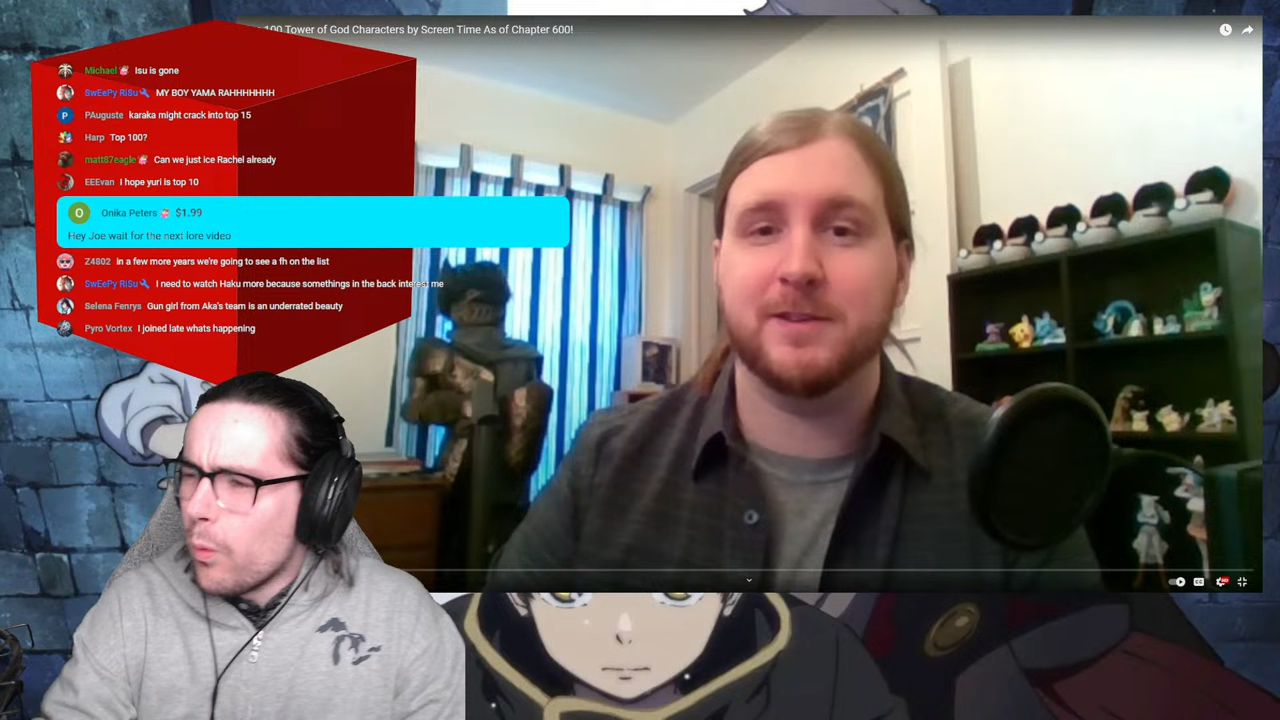 100 Tower of God Characters by Screen Time As of Chapter 600!
Michael Isu is gone
SwEePy RiSu MY BOY YAMA RAHHHHHHH
P PAuguste karaka might crack into top 15
Harp Top 100?
matt87eagle Can we just ice Rachel already
EEEvan I hope yuri is top 10
O Onika Peters $1.99
Hey Joe wait for the next lore video
Z4802 in a few more years we're going to see a fh on the list
SwEePy RiSu I need to watch Haku more because somethings in the back interest me
Selena Fenrys Gun girl from Aka's team is an underrated beauty
Pyro Vortex I joined late whats happening
CC
HD